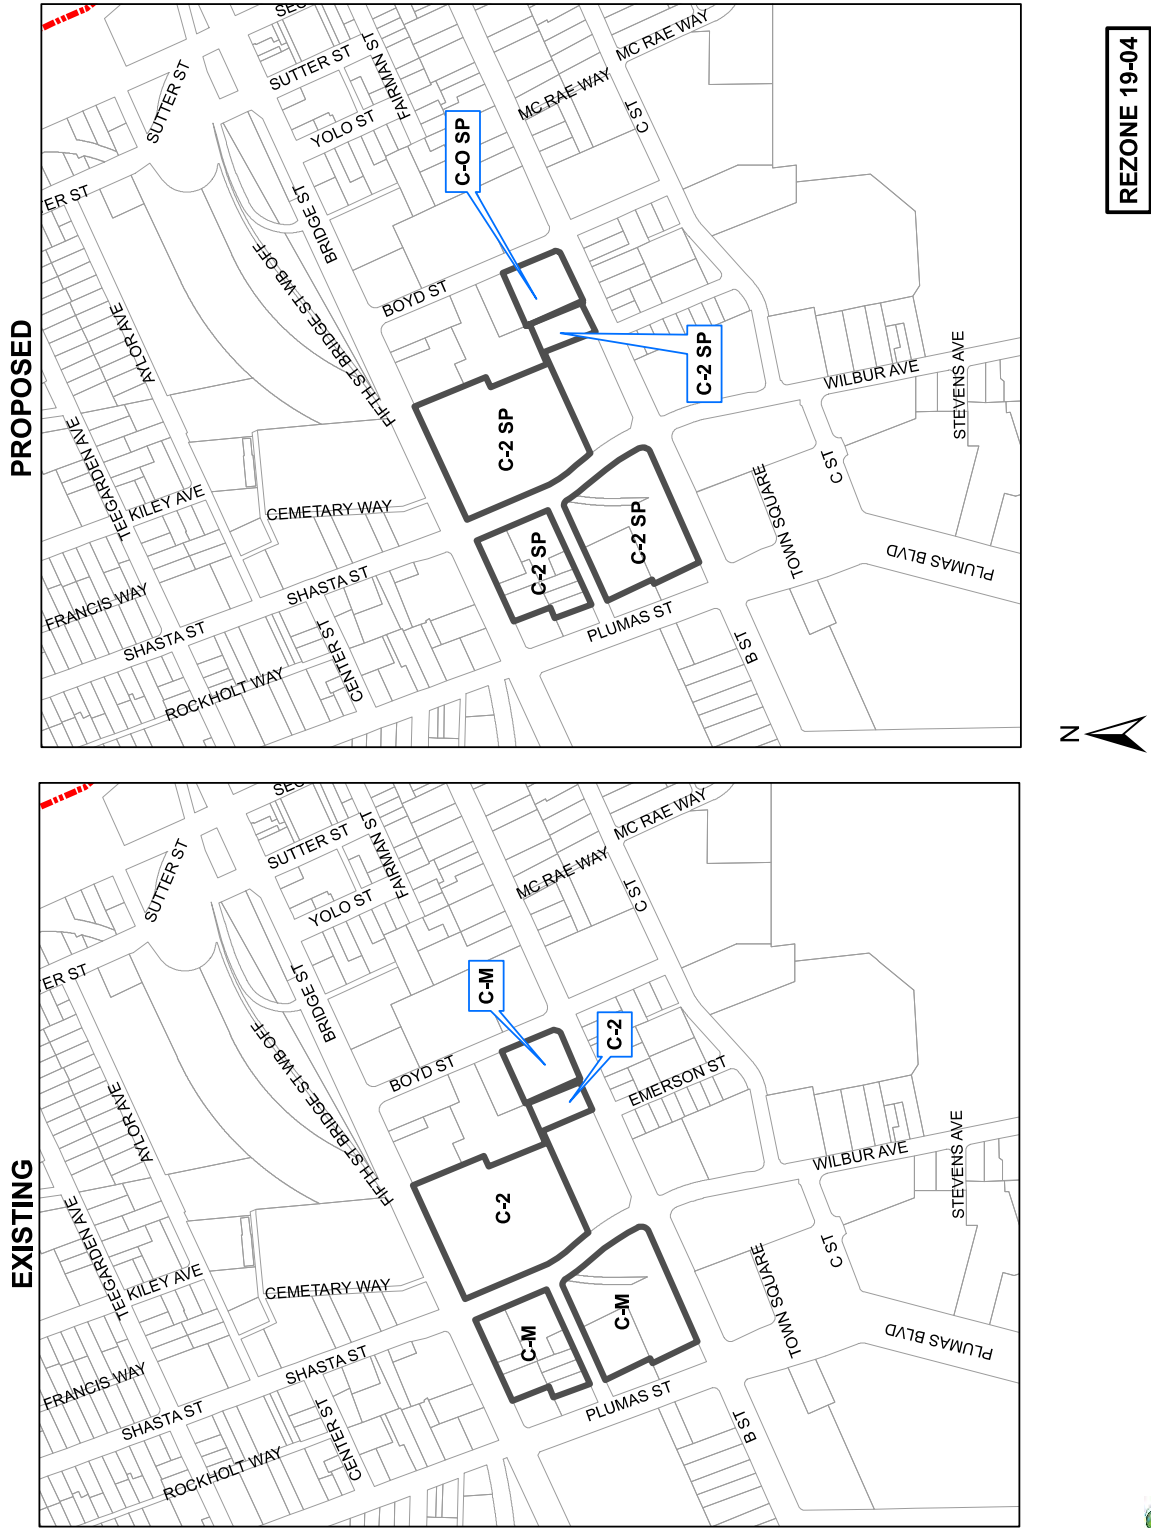 EXISTING
TER ST
SUTTER ST
SUTTER ST
SEC
YOLO ST
FAIRMAN ST
MC RAE WAY
MC RAE WAY
C ST
BRIDGE ST
FIFTH ST BRIDGE ST WB OFF
AYLOR AVE
TEEGARDEN AVE
KILEY AVE
CEMETARY WAY
FRANCIS WAY
SHASTA ST
SHASTA ST
ROCKHOLT WAY
CENTER ST
BOYD ST
C-M
C-2
EMERSON ST
C-2
C-M
C-M
PLUMAS ST
B ST
TOWN SQUARE
C ST
WILBUR AVE
STEVENS AVE
PLUMAS BLVD
PROPOSED
TER ST
SUTTER ST
SUTTER ST
SEC
YOLO ST
FAIRMAN ST
MC RAE WAY
MC RAE WAY
C ST
BRIDGE ST
FIFTH ST BRIDGE ST WB OFF
AYLOR AVE
TEEGARDEN AVE
KILEY AVE
CEMETARY WAY
FRANCIS WAY
SHASTA ST
SHASTA ST
ROCKHOLT WAY
CENTER ST
BOYD ST
C-O SP
C-2 SP
C-2 SP
C-2 SP
C-2 SP
PLUMAS ST
B ST
TOWN SQUARE
C ST
WILBUR AVE
STEVENS AVE
PLUMAS BLVD
N
REZONE 19-04